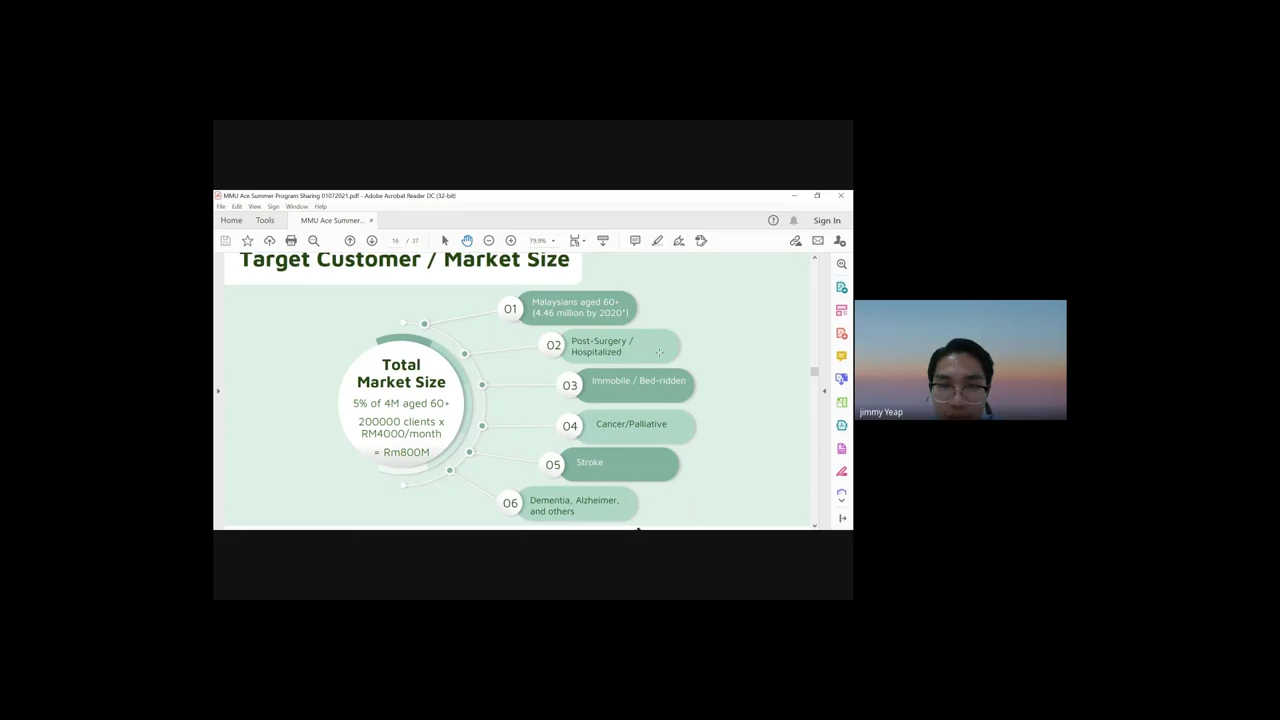 MMU Ace Summer Program Sharing 01072021.pdf - Adobe Acrobat Reader DC (32-bit)
File Edit View Sign Window Help
Home Tools MMU Ace Summer... × Sign In
16 / 37 79.9%
Target Customer / Market Size
01 Malaysians aged 60+
(4.46 million by 2020*)
02 Post-Surgery /
Hospitalized
03 Immobile / Bed-ridden
04 Cancer/Palliative
05 Stroke
06 Dementia, Alzheimer,
and others
Total
Market Size
5% of 4M aged 60+
200000 clients x
RM4000/month
= Rm800M
jimmy Yeap